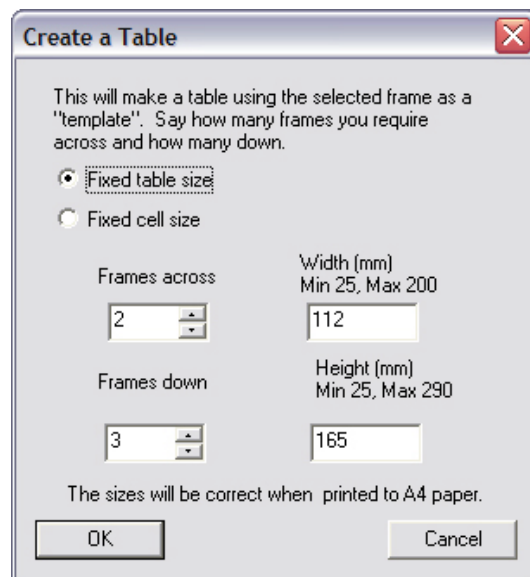 Create a Table
This will make a table using the selected frame as a
"template".  Say how many frames you require
across and how many down.
Fixed table size
Fixed cell size
Frames across
Width (mm)
Min 25, Max 200
2
112
Frames down
Height (mm)
Min 25, Max 290
3
165
The sizes will be correct when  printed to A4 paper.
OK
Cancel